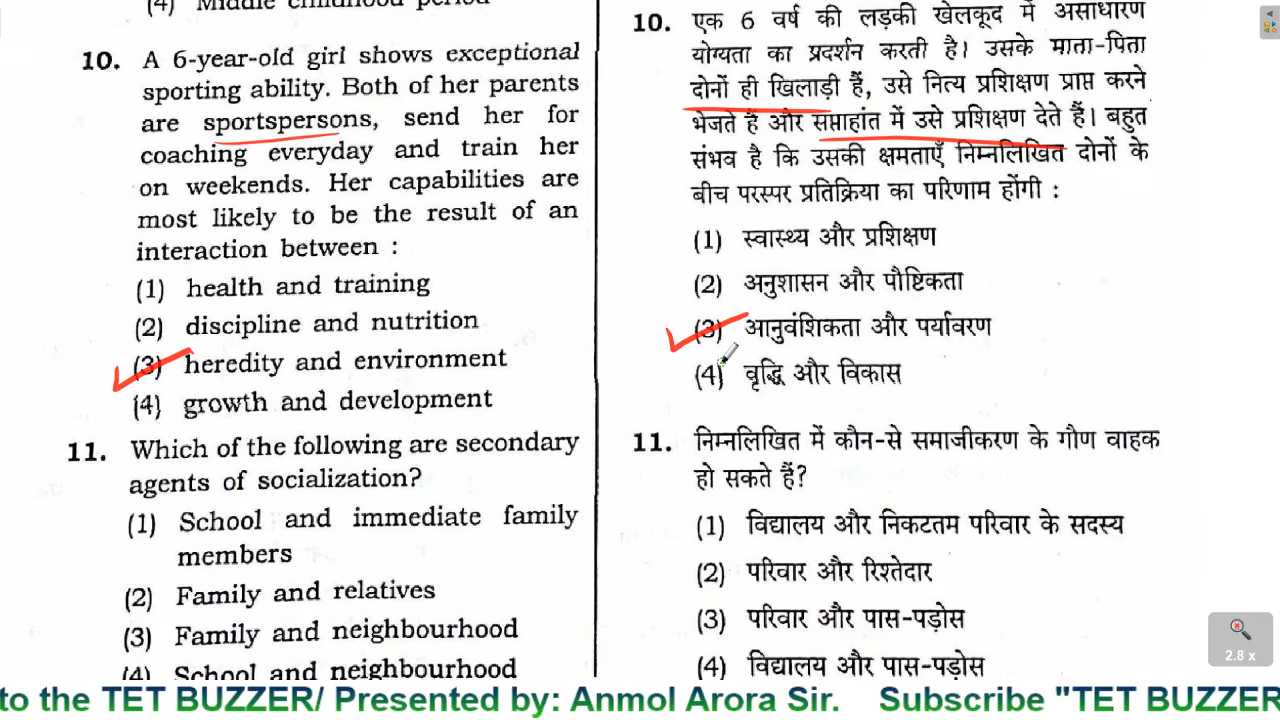 (4) Middle childhood period
10. A 6-year-old girl shows exceptional
sporting ability. Both of her parents
are sportspersons, send her for
coaching everyday and train her
on weekends. Her capabilities are
most likely to be the result of an
interaction between :
(1) health and training
(2) discipline and nutrition
(3) heredity and environment
(4) growth and development
11. Which of the following are secondary
agents of socialization?
(1) School and immediate family
members
(2) Family and relatives
(3) Family and neighbourhood
(4) School and neighbourhood
10. एक 6 वर्ष की लड़की खेलकूद में असाधारण
योग्यता का प्रदर्शन करती है। उसके माता-पिता
दोनों ही खिलाड़ी हैं, उसे नित्य प्रशिक्षण प्राप्त करने
भेजते हैं और सप्ताहांत में उसे प्रशिक्षण देते हैं। बहुत
संभव है कि उसकी क्षमताएँ निम्नलिखित दोनों के
बीच परस्पर प्रतिक्रिया का परिणाम होंगी :
(1) स्वास्थ्य और प्रशिक्षण
(2) अनुशासन और पौष्टिकता
(3) आनुवंशिकता और पर्यावरण
(4) वृद्धि और विकास
11. निम्नलिखित में कौन-से समाजीकरण के गौण वाहक
हो सकते हैं?
(1) विद्यालय और निकटतम परिवार के सदस्य
(2) परिवार और रिश्तेदार
(3) परिवार और पास-पड़ोस
(4) विद्यालय और पास-पड़ोस
2.8 x
to the TET BUZZER/ Presented by: Anmol Arora Sir. Subscribe "TET BUZZER